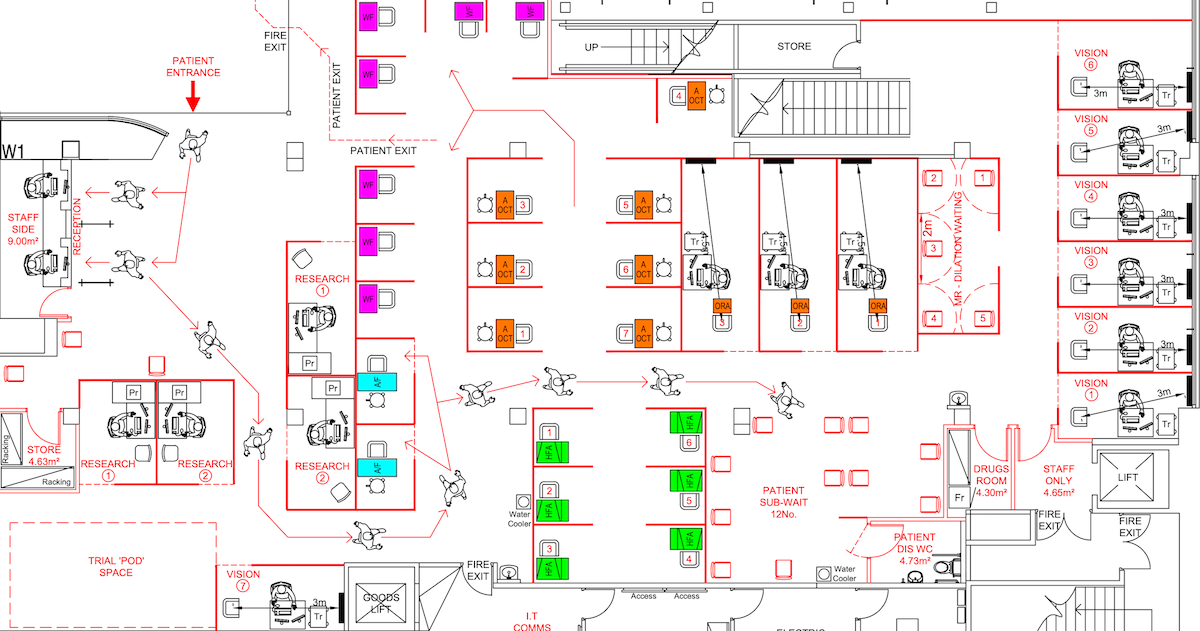 WF
WF
WF
WF
UP
STORE
FIRE
EXIT
PATIENT
ENTRANCE
PATIENT EXIT
PATIENT EXIT
W1
STAFF
SIDE
9.00m²
RECEPTION
WF
WF
WF
4
A
OCT
A
OCT
3
A
OCT
2
A
OCT
1
5
A
OCT
6
A
OCT
7
A
OCT
Tr
Tr
Tr
ORA
3
ORA
2
ORA
1
2
1
3
4
5
2m
MR - DILATION WAITING
VISION
6
3m
Tr
VISION
5
3m
Tr
VISION
4
3m
Tr
VISION
3
3m
Tr
VISION
2
3m
Tr
VISION
1
3m
Tr
RESEARCH
1
Pr
Pr
RESEARCH
2
A/F
A/F
Pr
Pr
RESEARCH
1
RESEARCH
2
STORE
4.63m²
Racking
Racking
1
HFA
2
HFA
3
HFA
HFA
6
HFA
5
HFA
4
Water
Cooler
PATIENT
SUB-WAIT
12No.
DRUGS
ROOM
4.30m²
Fr
STAFF
ONLY
4.65m²
LIFT
FIRE
EXIT
FIRE
EXIT
PATIENT
DIS WC
4.73m²
Water
Cooler
TRIAL 'POD'
SPACE
VISION
7
3m
Tr
GOODS
LIFT
FIRE
EXIT
Access
Access
I.T
COMMS
ELECTRIC